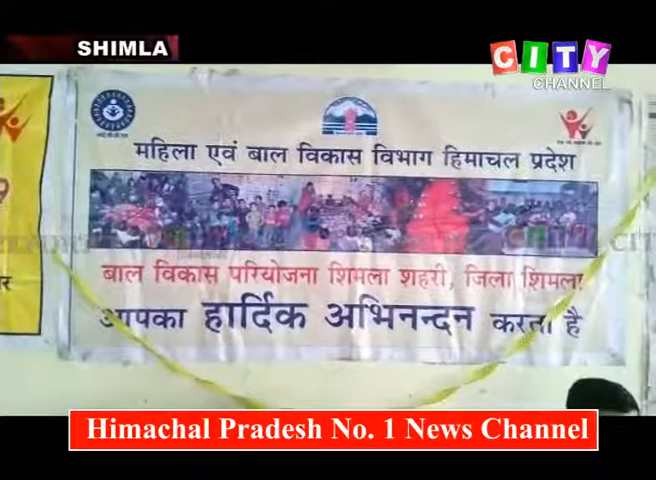 SHIMLA
CITY
CHANNEL
महिला एवं बाल विकास विभाग हिमाचल प्रदेश
बाल विकास परियोजना शिमला शहरी, जिला शिमला
आपका हार्दिक अभिनन्दन करता है
Himachal Pradesh No. 1 News Channel